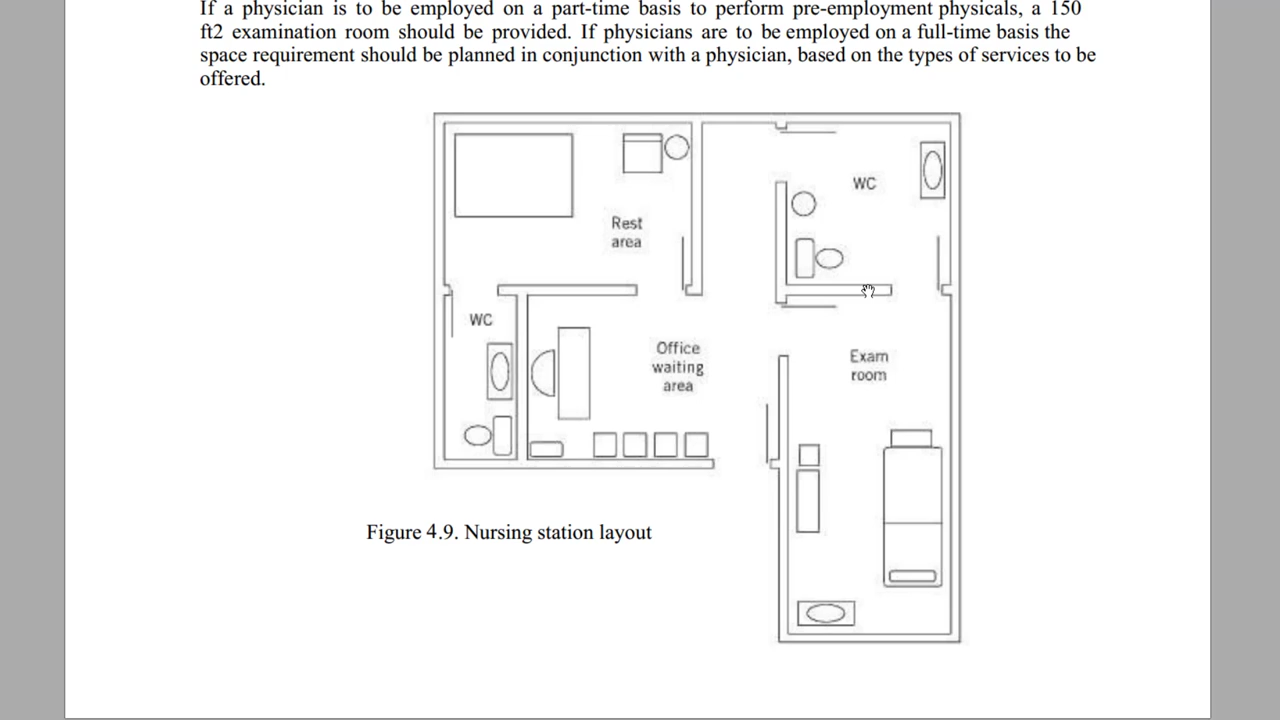 If a physician is to be employed on a part-time basis to perform pre-employment physicals, a 150
ft2 examination room should be provided. If physicians are to be employed on a full-time basis the
space requirement should be planned in conjunction with a physician, based on the types of services to be
offered.
WC
Rest
area
WC
Office
waiting
area
Exam
room
Figure 4.9. Nursing station layout